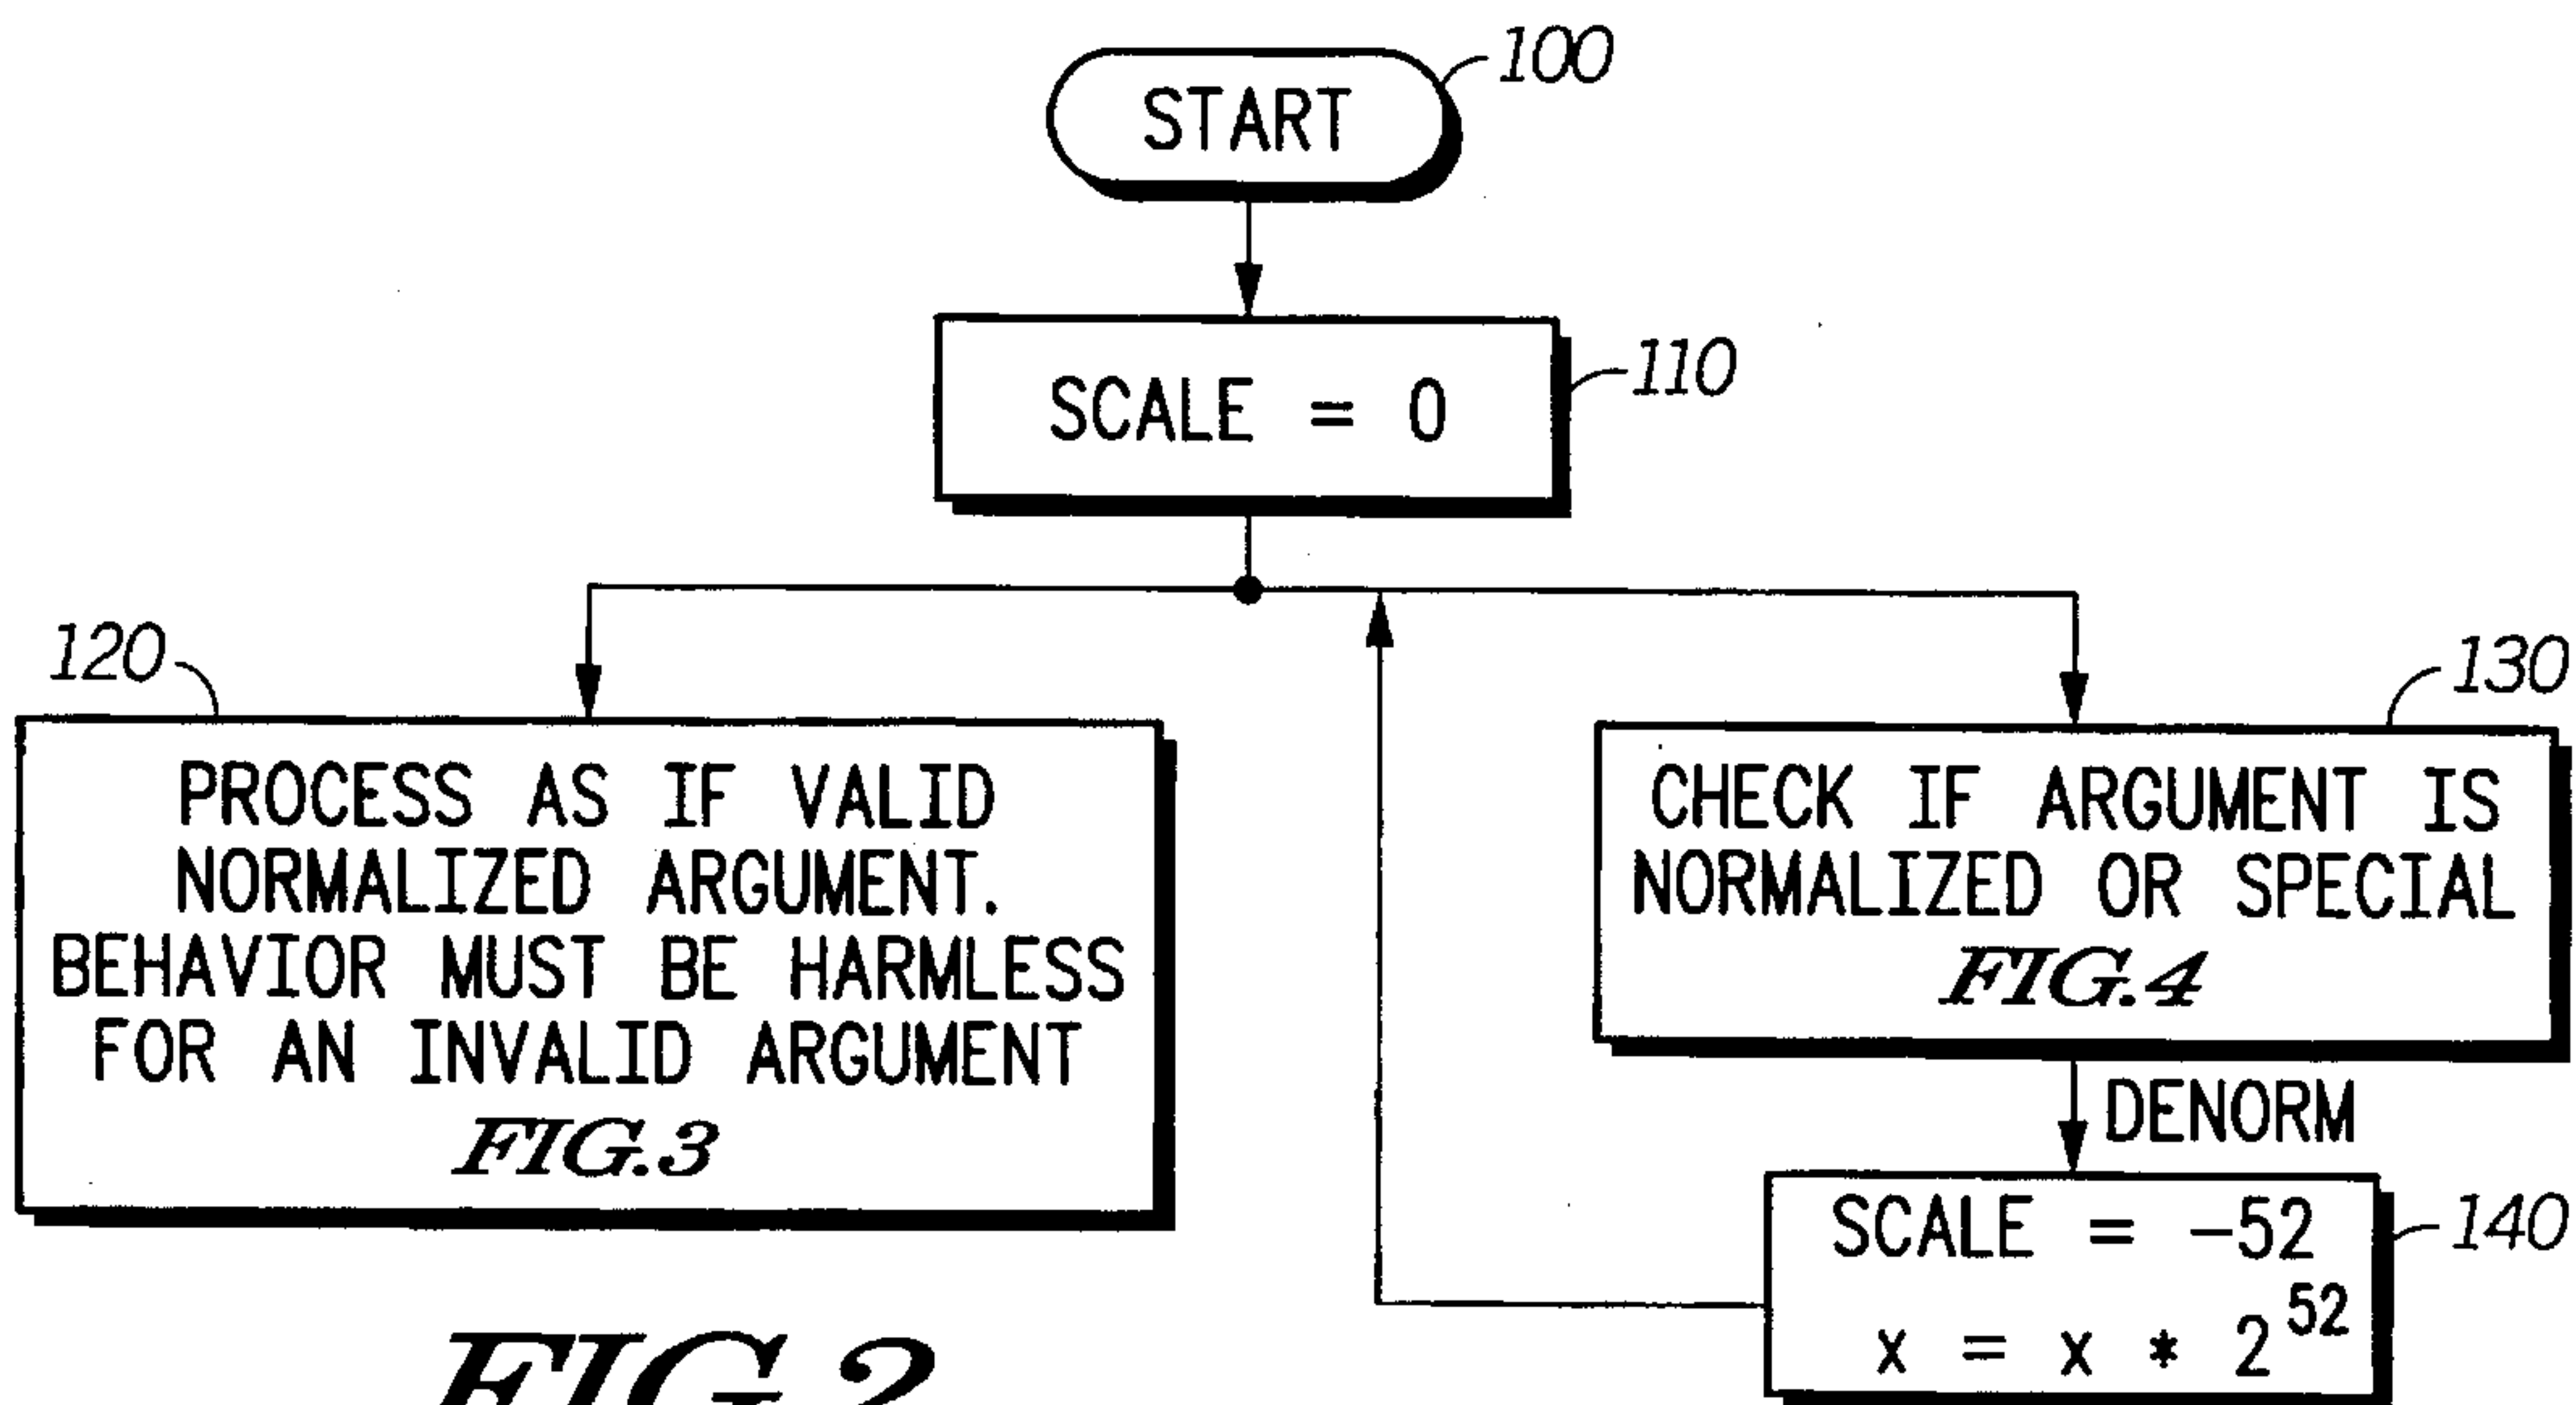 START
100
SCALE = 0
110
120
PROCESS AS IF VALID
NORMALIZED ARGUMENT.
BEHAVIOR MUST BE HARMLESS
FOR AN INVALID ARGUMENT
FIG.3
130
CHECK IF ARGUMENT IS
NORMALIZED OR SPECIAL
FIG.4
DENORM
SCALE = -52
x = x * 2^52
140
FIG.2